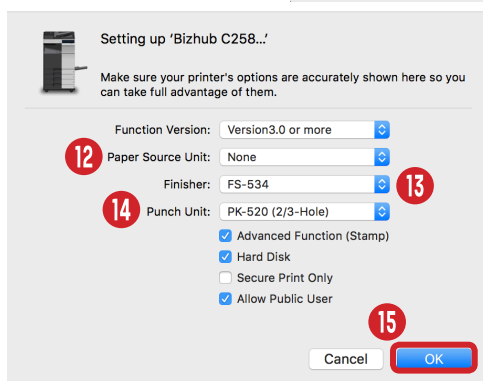 Setting up ‘Bizhub C258...’
Make sure your printer's options are accurately shown here so you
can take full advantage of them.
Function Version: Version3.0 or more
12 Paper Source Unit: None
Finisher: FS-534 13
14 Punch Unit: PK-520 (2/3-Hole)
Advanced Function (Stamp)
Hard Disk
Secure Print Only
Allow Public User
15
Cancel OK